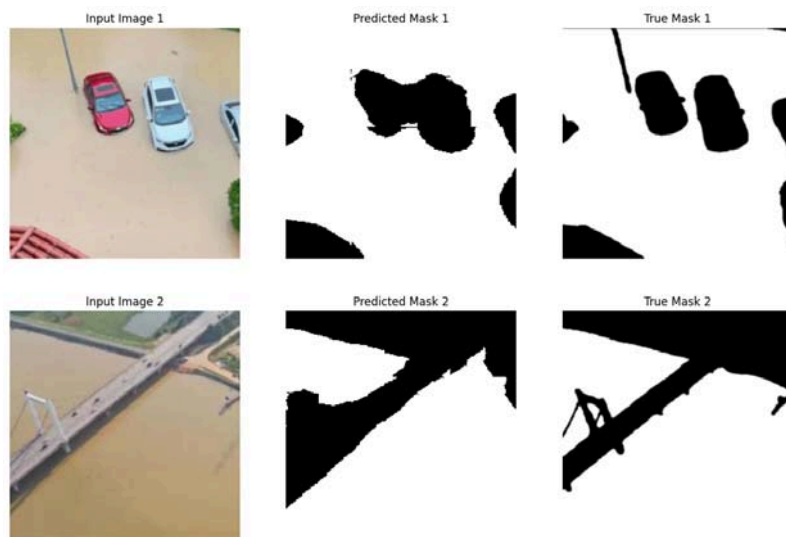 Input Image 1
Predicted Mask 1
True Mask 1
Input Image 2
Predicted Mask 2
True Mask 2